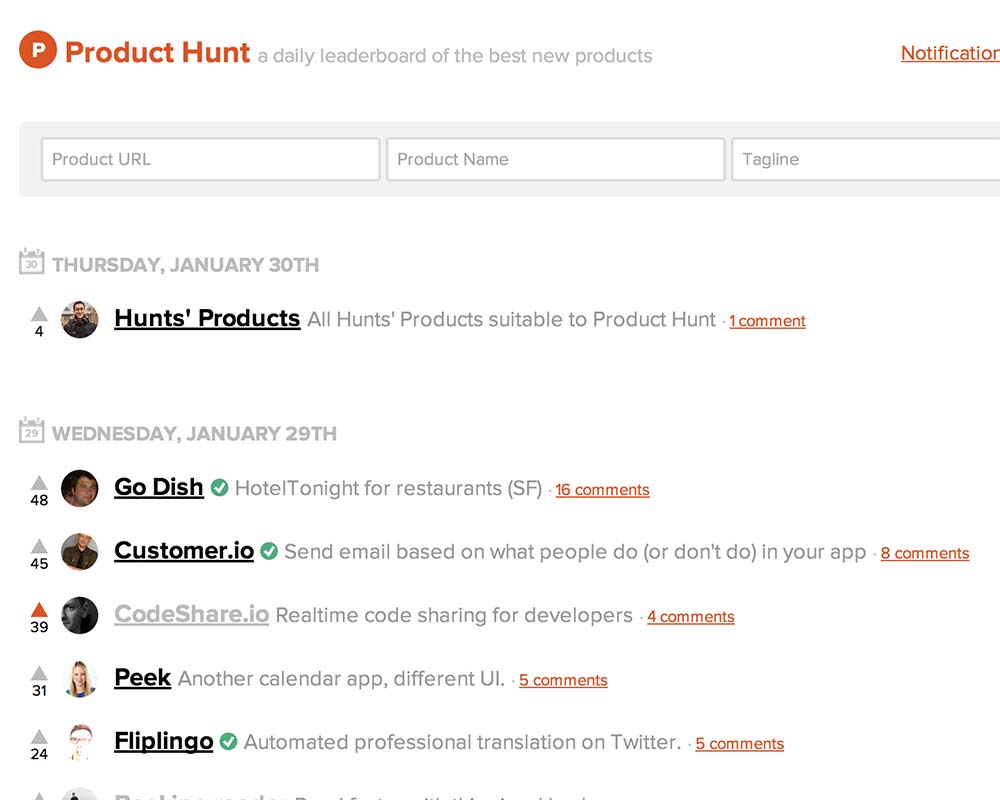 P Product Hunt a daily leaderboard of the best new products Notification
Product URL Product Name Tagline
30 THURSDAY, JANUARY 30TH
4 Hunts' Products All Hunts' Products suitable to Product Hunt · 1 comment
29 WEDNESDAY, JANUARY 29TH
48 Go Dish HotelTonight for restaurants (SF) · 16 comments
45 Customer.io Send email based on what people do (or don't do) in your app · 8 comments
39 CodeShare.io Realtime code sharing for developers · 4 comments
31 Peek Another calendar app, different UI. · 5 comments
24 Fliplingo Automated professional translation on Twitter. · 5 comments